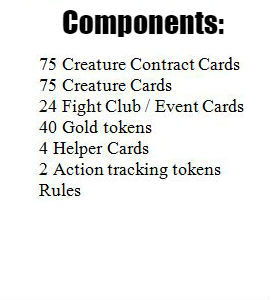 Components:
75 Creature Contract Cards
75 Creature Cards
24 Fight Club / Event Cards
40 Gold tokens
4 Helper Cards
2 Action tracking tokens
Rules